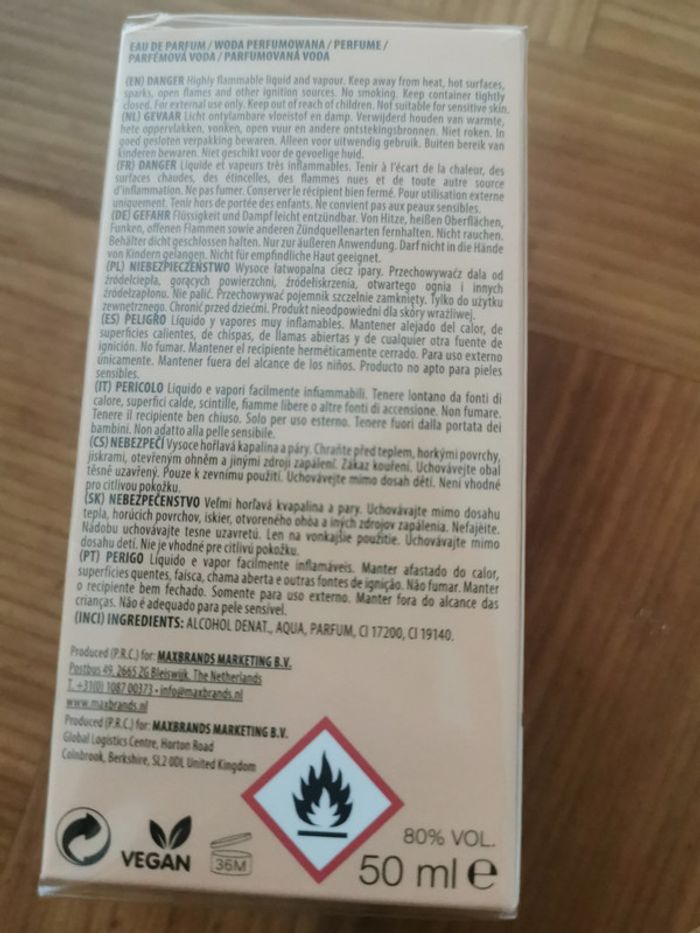 EAU DE PARFUM / WODA PERFUMOWANA / PERFUME /
PARFÉMOVÁ VODA / PARFUMOVANÁ VODA
(EN) DANGER Highly flammable liquid and vapour. Keep away from heat, hot surfaces,
sparks, open flames and other ignition sources. No smoking. Keep container tightly
closed. For external use only. Keep out of reach of children. Not suitable for sensitive skin.
(NL) GEVAAR Licht ontvlambare vloeistof en damp. Verwijderd houden van warmte,
hete oppervlakken, vonken, open vuur en andere ontstekingsbronnen. Niet roken. In
goed gesloten verpakking bewaren. Alleen voor uitwendig gebruik. Buiten bereik van
kinderen bewaren. Niet geschikt voor de gevoelige huid.
(FR) DANGER Liquide et vapeurs très inflammables. Tenir à l'écart de la chaleur, des
surfaces chaudes, des étincelles, des flammes nues et de toute autre source
d'inflammation. Ne pas fumer. Conserver le récipient bien fermé. Pour utilisation externe
uniquement. Tenir hors de portée des enfants. Ne convient pas aux peaux sensibles.
(DE) GEFAHR Flüssigkeit und Dampf leicht entzündbar. Von Hitze, heißen Oberflächen,
Funken, offenen Flammen sowie anderen Zündquellenarten fernhalten. Nicht rauchen.
Behälter dicht geschlossen halten. Nur zur äußeren Anwendung. Darf nicht in die Hände
von Kindern gelangen. Nicht für empfindliche Haut geeignet.
(PL) NIEBEZPIECZEŃSTWO Wysoce łatwopalna ciecz ipary. Przechowywaćz dala od
źródełciepła, gorących powierzchni, źródełiskrzenia, otwartego ognia i innych
źródełzapłonu. Nie palić. Przechowywać pojemnik szczelnie zamknięty. Tylko do użytku
zewnętrznego. Chronić przed dziećmi. Produkt nieodpowiedni dla skóry wrażliwej.
(ES) PELIGRO Líquido y vapores muy inflamables. Mantener alejado del calor, de
superficies calientes, de chispas, de llamas abiertas y de cualquier otra fuente de
ignición. No fumar. Mantener el recipiente herméticamente cerrado. Para uso externo
únicamente. Mantener fuera del alcance de los niños. Producto no apto para pieles
sensibles.
(IT) PERICOLO Liquido e vapori facilmente infiammabili. Tenere lontano da fonti di
calore, superfici calde, scintille, fiamme libere o altre fonti di accensione. Non fumare.
Tenere il recipiente ben chiuso. Solo per uso esterno. Tenere fuori dalla portata dei
bambini. Non adatto alla pelle sensibile.
(CS) NEBEZPEČÍ Vysoce hořlavá kapalina a páry. Chraňte před teplem, horkými povrchy,
jiskrami, otevřeným ohněm a jinými zdroji zapálení. Zákaz kouření. Uchovávejte obal
těsně uzavřený. Pouze k zevnímu použití. Uchovávejte mimo dosah dětí. Není vhodné
pro citlivou pokožku.
(SK) NEBEZPEČENSTVO Veľmi horľavá kvapalina a pary. Uchovávajte mimo dosahu
tepla, horúcich povrchov, iskier, otvoreného ohòa a iných zdrojov zapálenia. Nefajèite.
Nádobu uchovávajte tesne uzavretú. Len na vonkajšie použitie. Uchovávajte mimo
dosahu detí. Nie je vhodné pre citlivú pokožku.
(PT) PERIGO Líquido e vapor facilmente inflamáveis. Manter afastado do calor,
superfícies quentes, faísca, chama aberta e outras fontes de ignição. Não fumar. Manter
o recipiente bem fechado. Somente para uso externo. Manter fora do alcance das
crianças. Não é adequado para pele sensível.
(INCI) INGREDIENTS: ALCOHOL DENAT., AQUA, PARFUM, CI 17200, CI 19140.
Produced (P.R.C.) for: MAXBRANDS MARKETING B.V.
Postbus 49, 2665 ZG Bleiswijk, The Netherlands
T. +31(0) 1087 00373 - info@maxbrands.nl
www.maxbrands.nl
Produced (P.R.C.) for: MAXBRANDS MARKETING B.V.
Global Logistics Centre, Horton Road
Colnbrook, Berkshire, SL2 0DL United Kingdom
VEGAN
36M
80% VOL.
50 ml e